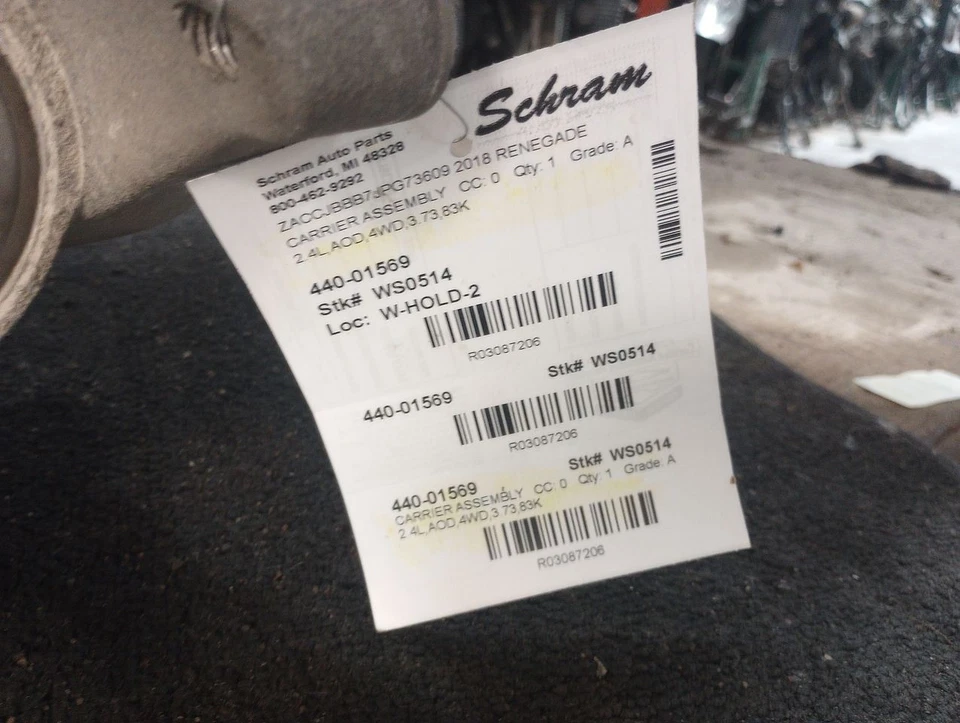 Schram
Schram Auto Parts
Waterford, MI 48328
800-462-9292
ZACCJBBB7JPG73609 2018 RENEGADE
CARRIER ASSEMBLY CC: 0 Qty: 1 Grade: A
2.4L,AOD,4WD,3.73,83K
440-01569
Stk# WS0514
Loc: W-HOLD-2
R03087206
440-01569 Stk# WS0514
R03087206
440-01569 Stk# WS0514
CARRIER ASSEMBLY CC: 0 Qty: 1 Grade: A
2.4L,AOD,4WD,3.73,83K
R03087206